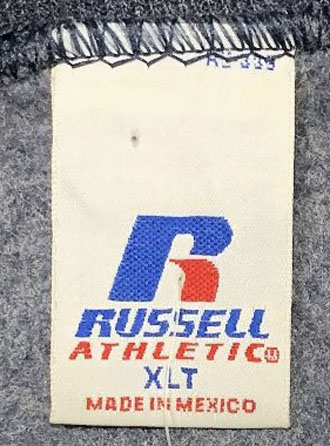 RUSSELL
ATHLETIC
XLT
MADE IN MEXICO